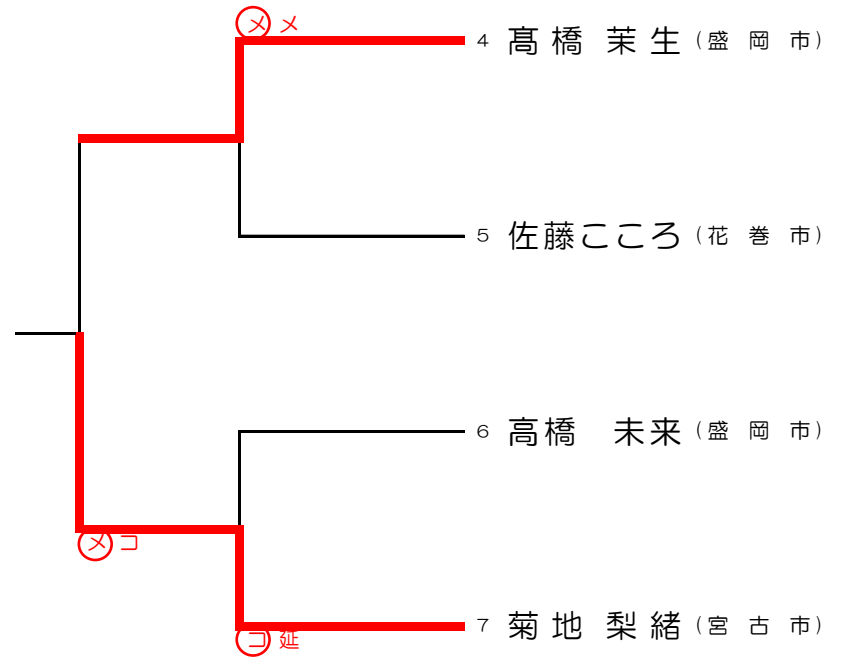 メメ
4 髙橋 茉生 (盛岡市)
5 佐藤こころ (花巻市)
6 高橋 未来 (盛岡市)
メコ
7 菊地 梨緒 (宮古市)
コ延